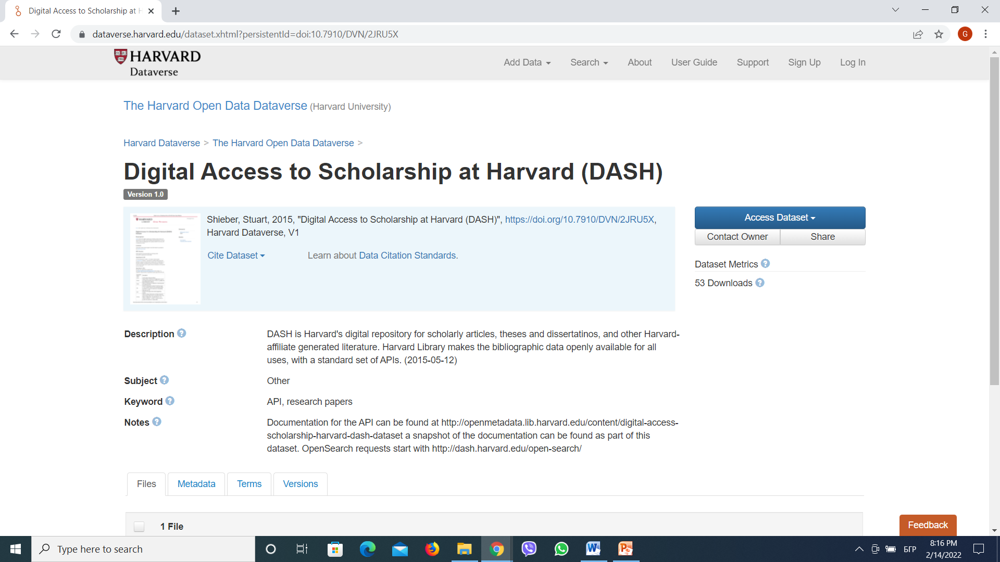 Digital Access to Scholarship at H
dataverse.harvard.edu/dataset.xhtml?persistentId=doi:10.7910/DVN/2JRU5X
G
HARVARD
Dataverse
Add Data
Search
About
User Guide
Support
Sign Up
Log In
The Harvard Open Data Dataverse (Harvard University)
Harvard Dataverse > The Harvard Open Data Dataverse >
Digital Access to Scholarship at Harvard (DASH)
Version 1.0
Shieber, Stuart, 2015, "Digital Access to Scholarship at Harvard (DASH)", https://doi.org/10.7910/DVN/2JRU5X,
Harvard Dataverse, V1
Cite Dataset
Learn about Data Citation Standards.
Access Dataset
Contact Owner
Share
Dataset Metrics ?
53 Downloads ?
Description ?
DASH is Harvard's digital repository for scholarly articles, theses and dissertatinos, and other Harvard-
affiliate generated literature. Harvard Library makes the bibliographic data openly available for all
uses, with a standard set of APIs. (2015-05-12)
Subject ?
Other
Keyword ?
API, research papers
Notes ?
Documentation for the API can be found at http://openmetadata.lib.harvard.edu/content/digital-access-
scholarship-harvard-dash-dataset a snapshot of the documentation can be found as part of this
dataset. OpenSearch requests start with http://dash.harvard.edu/open-search/
Files
Metadata
Terms
Versions
1 File
Feedback
Type here to search
БГР
8:16 PM
2/14/2022